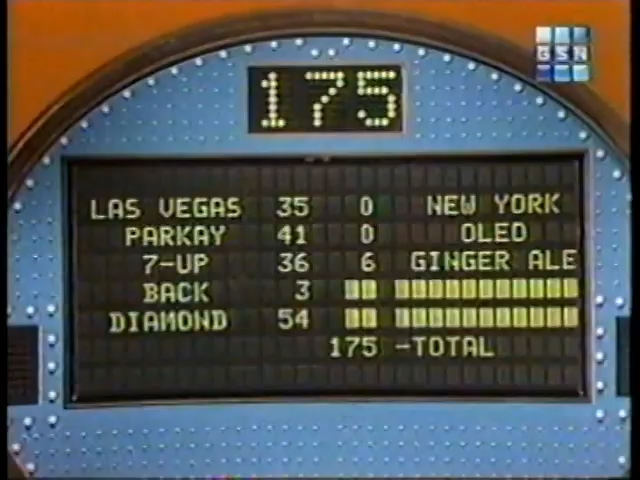 GSN
175
LAS VEGAS 35 0 NEW YORK
PARKAY 41 0 OLEO
7-UP 36 6 GINGER ALE
BACK 3
DIAMOND 54
175 -TOTAL